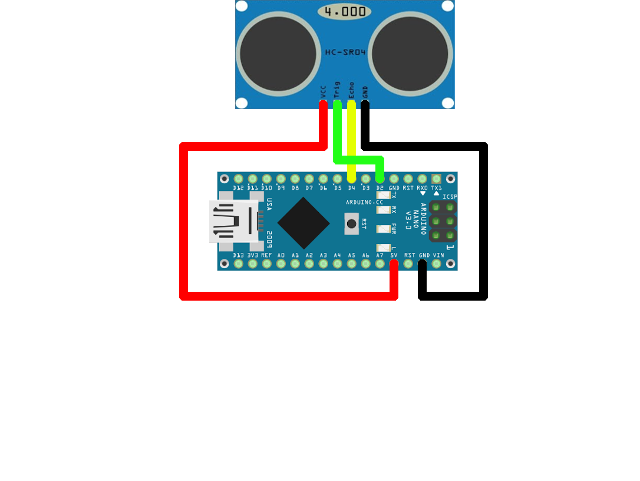 4.000
HC-SR04
VCC Trig Echo GND
D12 D11 D10 D9 D8 D7 D6 D5 D4 D3 D2 GND RST RX0 TX1
TX
RX
PWR
L
USA
2009
ARDUINO.CC
RST
ARDUINO
NANO
V3.0
ICSP
1
D13 3V3 REF A0 A1 A2 A3 A4 A5 A6 A7 5V RST GND VIN